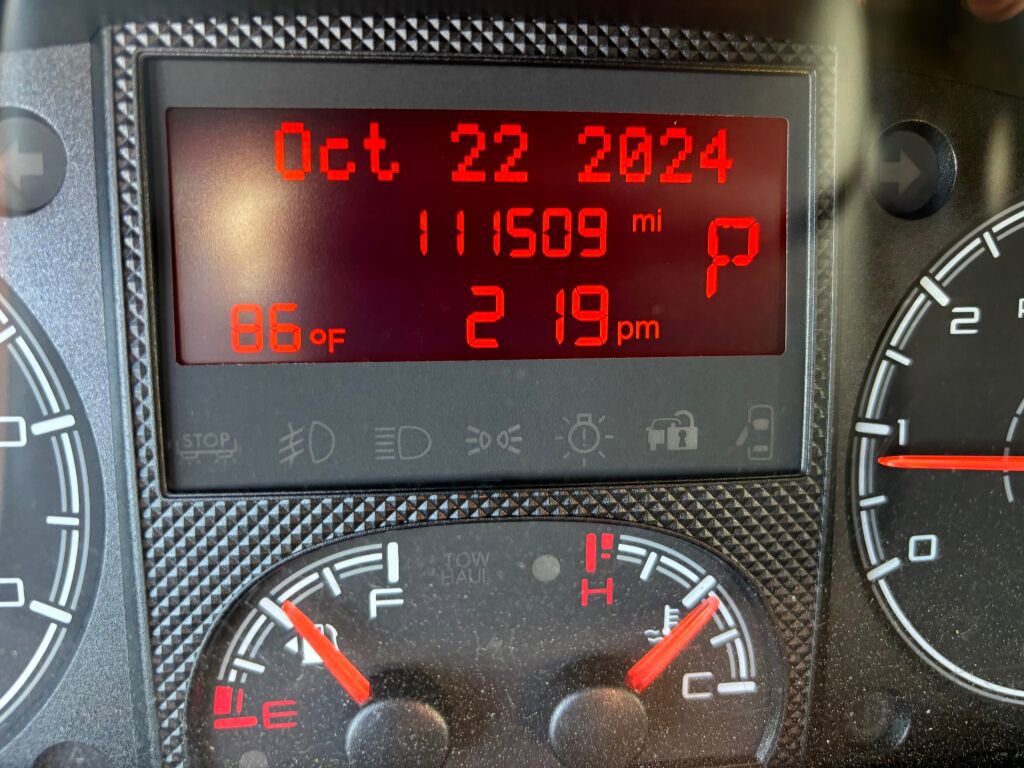 Oct 22 2024
111509 mi
P
86°F
2 19 pm
STOP
TOW
HAUL
F
E
H
C
2
1
0